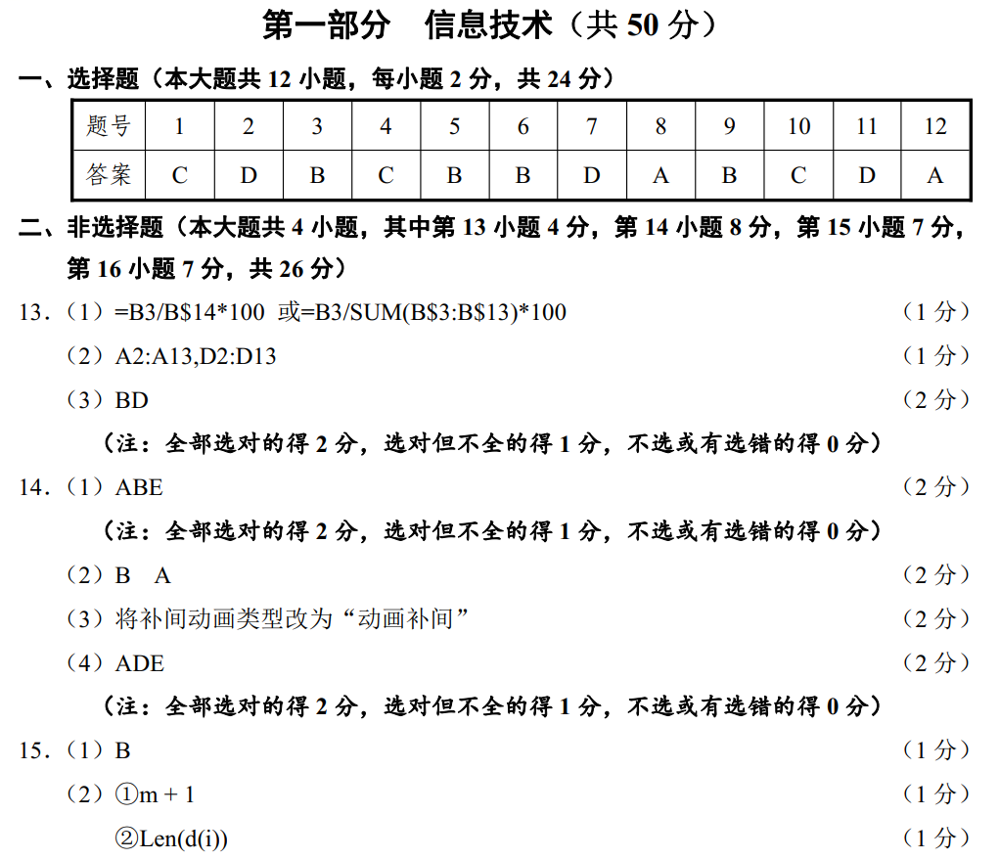 第一部分 信息技术（共 50 分）
一、选择题（本大题共 12 小题，每小题 2 分，共 24 分）
题号 1 2 3 4 5 6 7 8 9 10 11 12
答案 C D B C B B D A B C D A
二、非选择题（本大题共 4 小题，其中第 13 小题 4 分，第 14 小题 8 分，第 15 小题 7 分，
第 16 小题 7 分，共 26 分）
13．（1）=B3/B$14*100 或=B3/SUM(B$3:B$13)*100 （1 分）
（2）A2:A13,D2:D13 （1 分）
（3）BD （2 分）
（注：全部选对的得 2 分，选对但不全的得 1 分，不选或有选错的得 0 分）
14．（1）ABE （2 分）
（注：全部选对的得 2 分，选对但不全的得 1 分，不选或有选错的得 0 分）
（2）B A （2 分）
（3）将补间动画类型改为“动画补间” （2 分）
（4）ADE （2 分）
（注：全部选对的得 2 分，选对但不全的得 1 分，不选或有选错的得 0 分）
15．（1）B （1 分）
（2）①m + 1 （1 分）
②Len(d(i)) （1 分）